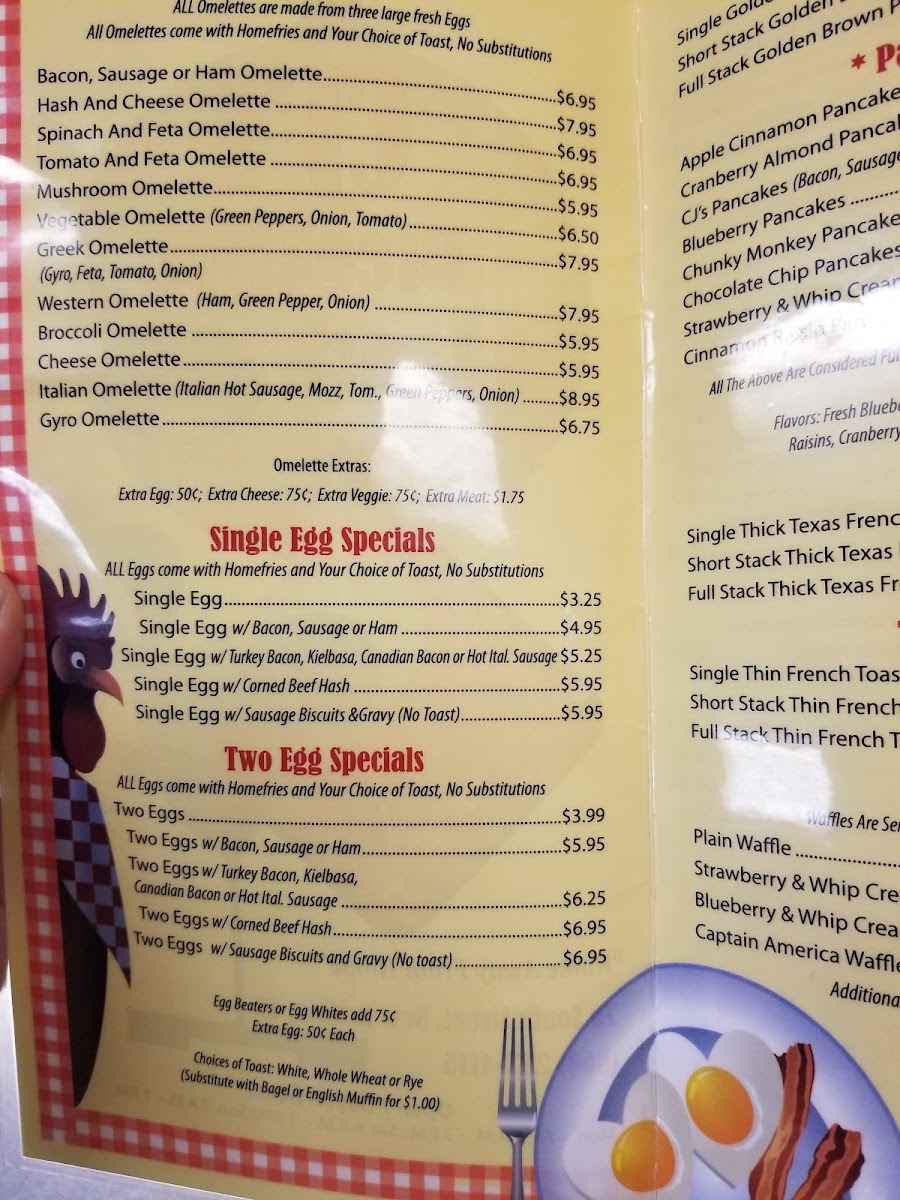 ALL Omelettes are made from three large fresh Eggs
All Omelettes come with Homefries and Your Choice of Toast, No Substitutions
Bacon, Sausage or Ham Omelette..........$6.95
Hash And Cheese Omelette ..........$7.95
Spinach And Feta Omelette..........$6.95
Tomato And Feta Omelette ..........$6.95
Mushroom Omelette..........$5.95
Vegetable Omelette (Green Peppers, Onion, Tomato)..........$6.50
Greek Omelette..........$7.95
(Gyro, Feta, Tomato, Onion)
Western Omelette (Ham, Green Pepper, Onion) ..........$7.95
Broccoli Omelette ..........$5.95
Cheese Omelette..........$5.95
Italian Omelette (Italian Hot Sausage, Mozz, Tom., Green Peppers, Onion) ........$8.95
Gyro Omelette..........$6.75
Omelette Extras:
Extra Egg: 50¢; Extra Cheese: 75¢; Extra Veggie: 75¢; Extra Meat: $1.75
Single Egg Specials
ALL Eggs come with Homefries and Your Choice of Toast, No Substitutions
Single Egg..........$3.25
Single Egg w/ Bacon, Sausage or Ham ..........$4.95
Single Egg w/ Turkey Bacon, Kielbasa, Canadian Bacon or Hot Ital. Sausage $5.25
Single Egg w/ Corned Beef Hash ..........$5.95
Single Egg w/ Sausage Biscuits &Gravy (No Toast)..........$5.95
Two Egg Specials
ALL Eggs come with Homefries and Your Choice of Toast, No Substitutions
Two Eggs ..........$3.99
Two Eggs w/ Bacon, Sausage or Ham..........$5.95
Two Eggs w/ Turkey Bacon, Kielbasa,
Canadian Bacon or Hot Ital. Sausage ..........$6.25
Two Eggs w/ Corned Beef Hash..........$6.95
Two Eggs w/ Sausage Biscuits and Gravy (No toast) ..........$6.95
Egg Beaters or Egg Whites add 75¢
Extra Egg: 50¢ Each
Choices of Toast: White, Whole Wheat or Rye
(Substitute with Bagel or English Muffin for $1.00)
Single Golde
Short Stack Golden
Full Stack Golden Brown P
* Pa
Apple Cinnamon Pancake
Cranberry Almond Pancak
CJ's Pancakes (Bacon, Sausage
Blueberry Pancakes ..........
Chunky Monkey Pancake
Chocolate Chip Pancakes
Strawberry & Whip Cream
Cinnamon Raisin
All The Above Are Considered Ful
Flavors: Fresh Bluebe
Raisins, Cranberry
Single Thick Texas Frenc
Short Stack Thick Texas
Full Stack Thick Texas Fr
Single Thin French Toas
Short Stack Thin French
Full Stack Thin French T
Waffles Are Ser
Plain Waffle ..........
Strawberry & Whip Cre
Blueberry & Whip Crea
Captain America Waffle
Additiona